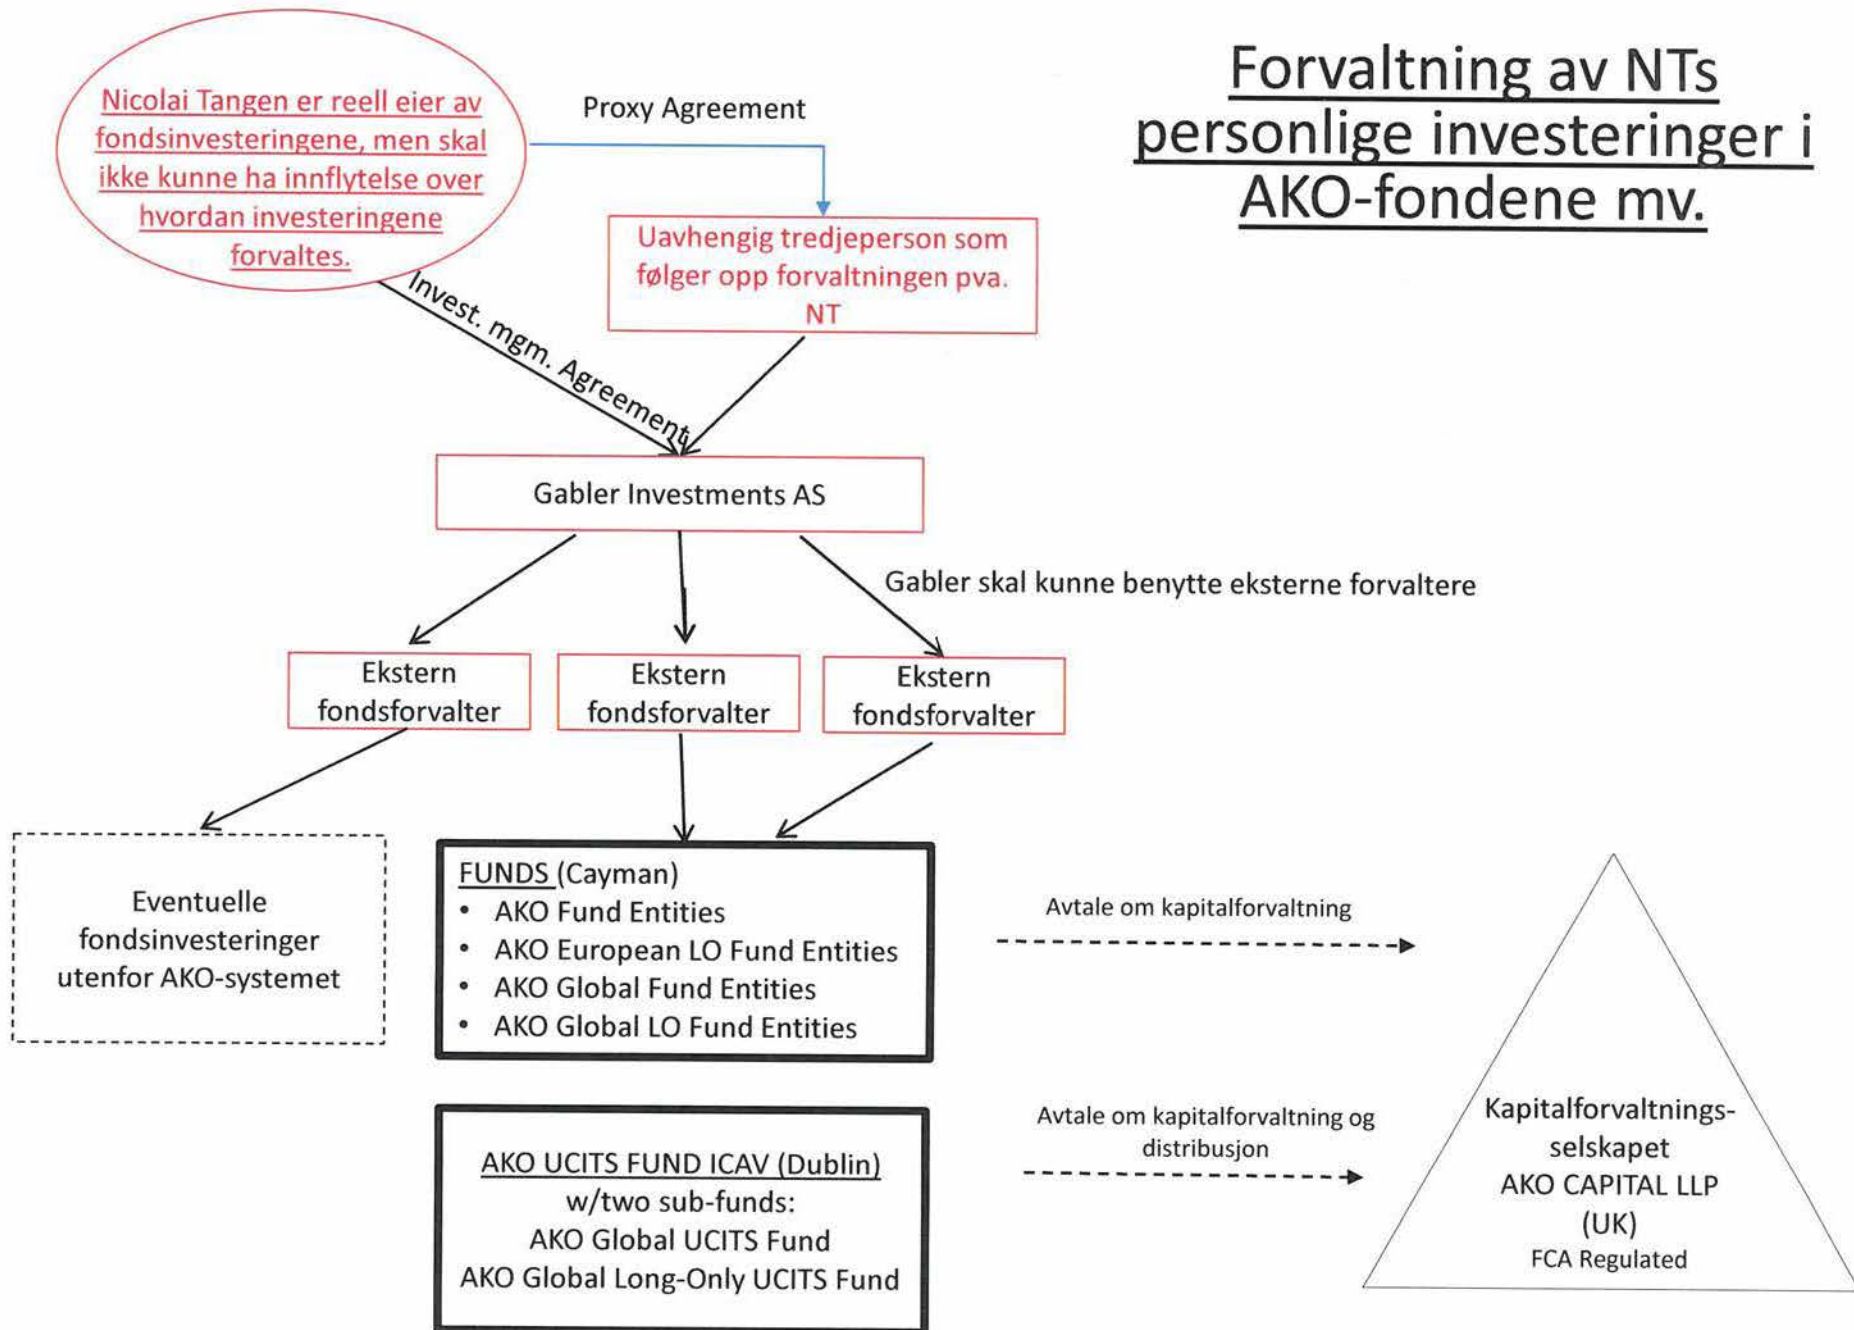 Forvaltning av NTs
personlige investeringer i
AKO-fondene mv.
Nicolai Tangen er reell eier av
fondsinvesteringene, men skal
ikke kunne ha innflytelse over
hvordan investeringene
forvaltes.
Proxy Agreement
Uavhengig tredjeperson som
følger opp forvaltningen pva.
NT
Invest. mgm. Agreement
Gabler Investments AS
Gabler skal kunne benytte eksterne forvaltere
Ekstern
fondsforvalter
Ekstern
fondsforvalter
Ekstern
fondsforvalter
Eventuelle
fondsinvesteringer
utenfor AKO-systemet
FUNDS (Cayman)
• AKO Fund Entities
• AKO European LO Fund Entities
• AKO Global Fund Entities
• AKO Global LO Fund Entities
Avtale om kapitalforvaltning
AKO UCITS FUND ICAV (Dublin)
w/two sub-funds:
AKO Global UCITS Fund
AKO Global Long-Only UCITS Fund
Avtale om kapitalforvaltning og
distribusjon
Kapitalforvaltnings-
selskapet
AKO CAPITAL LLP
(UK)
FCA Regulated